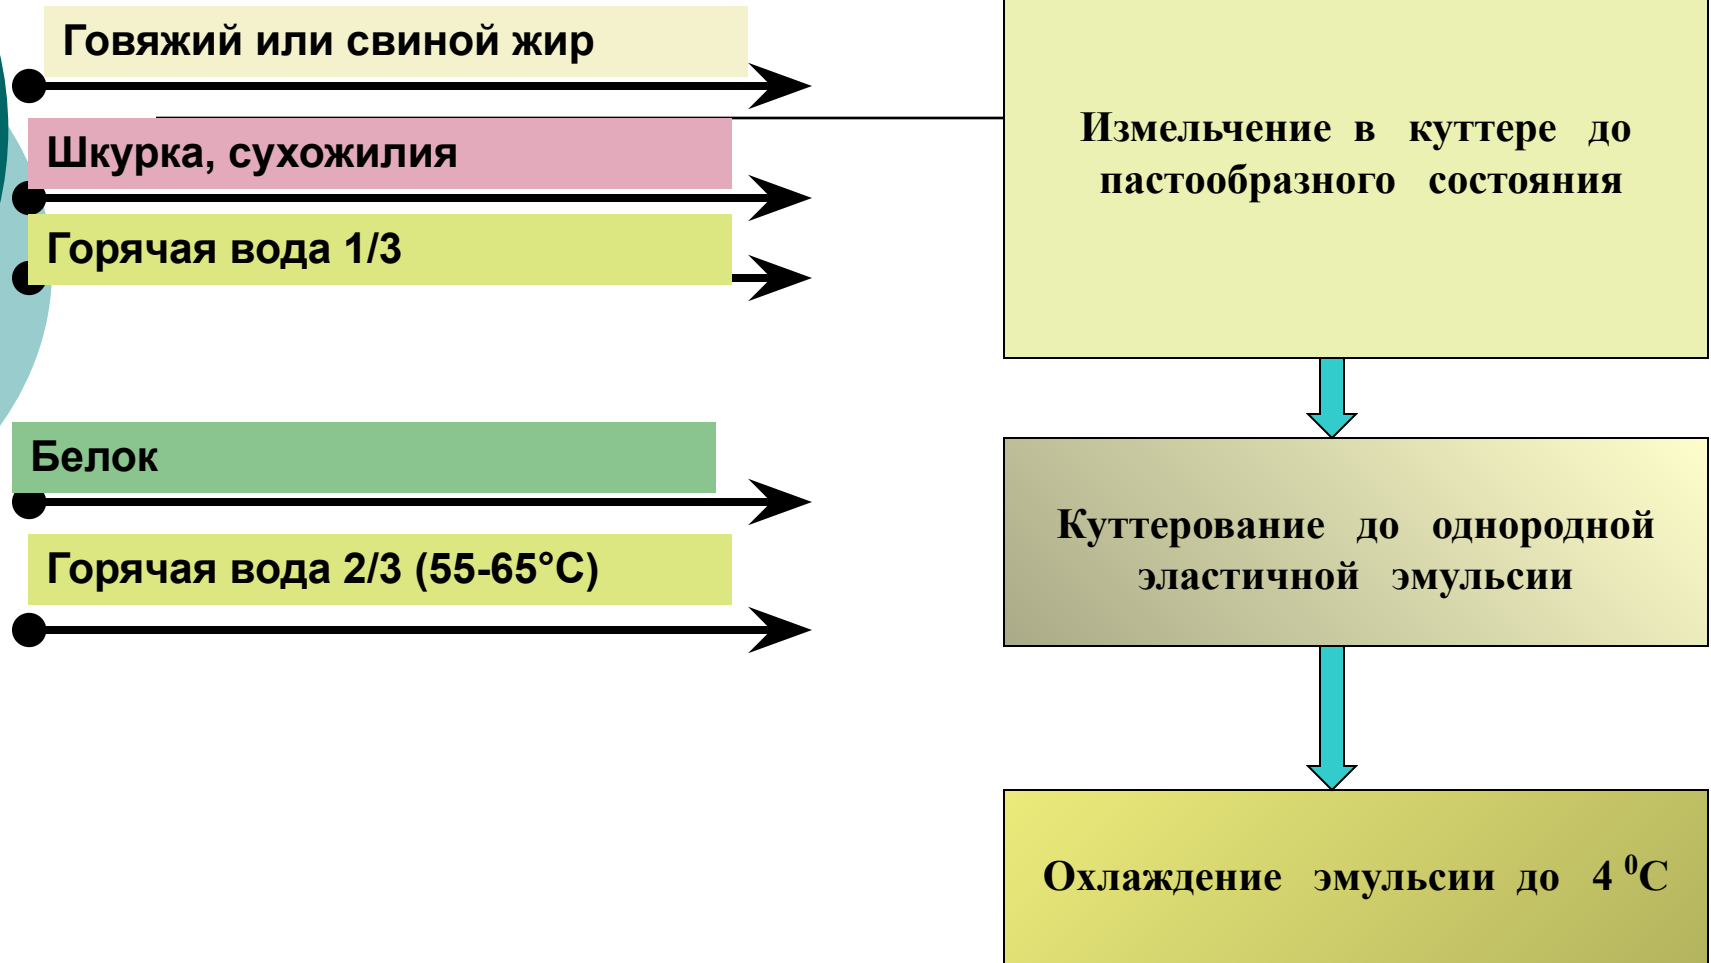 Говяжий или свиной жир
Шкурка, сухожилия
Горячая вода 1/3
Измельчение в куттере до
пастообразного состояния
Белок
Горячая вода 2/3 (55-65°С)
Куттерование до однородной
эластичной эмульсии
Охлаждение эмульсии до 4 ⁰С